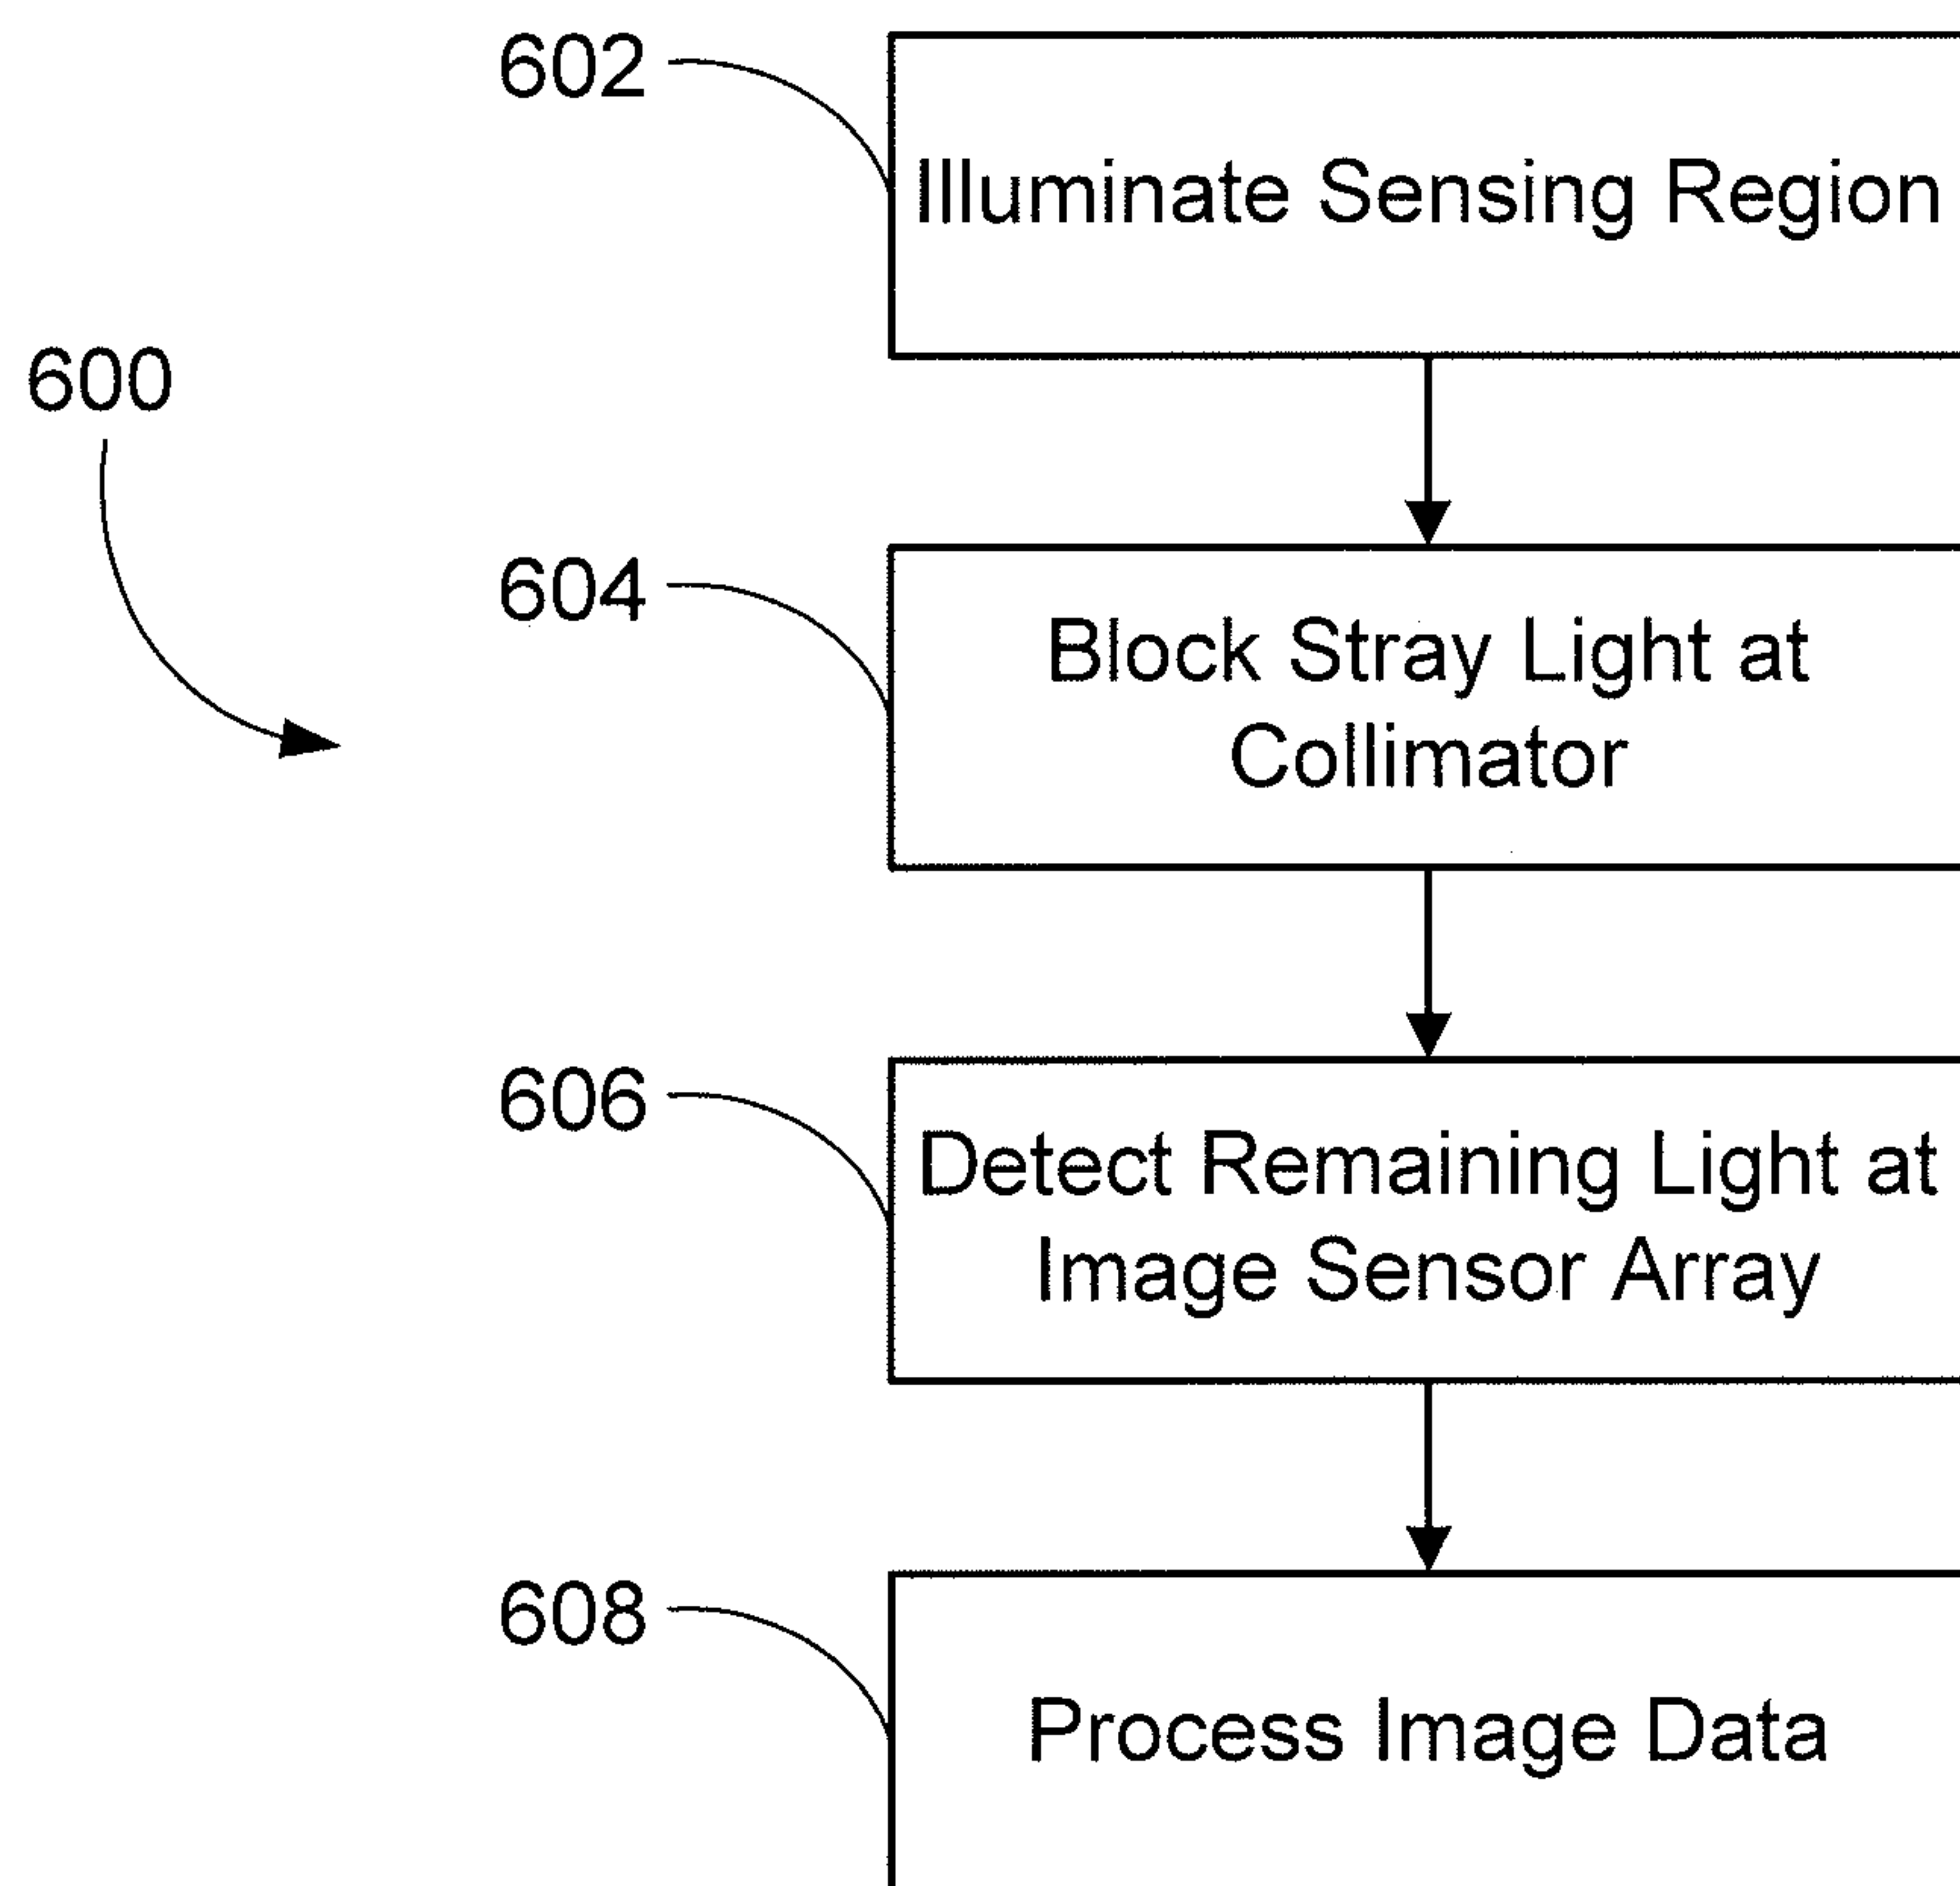 602
Illuminate Sensing Region
600
604
Block Stray Light at
Collimator
606
Detect Remaining Light at
Image Sensor Array
608
Process Image Data